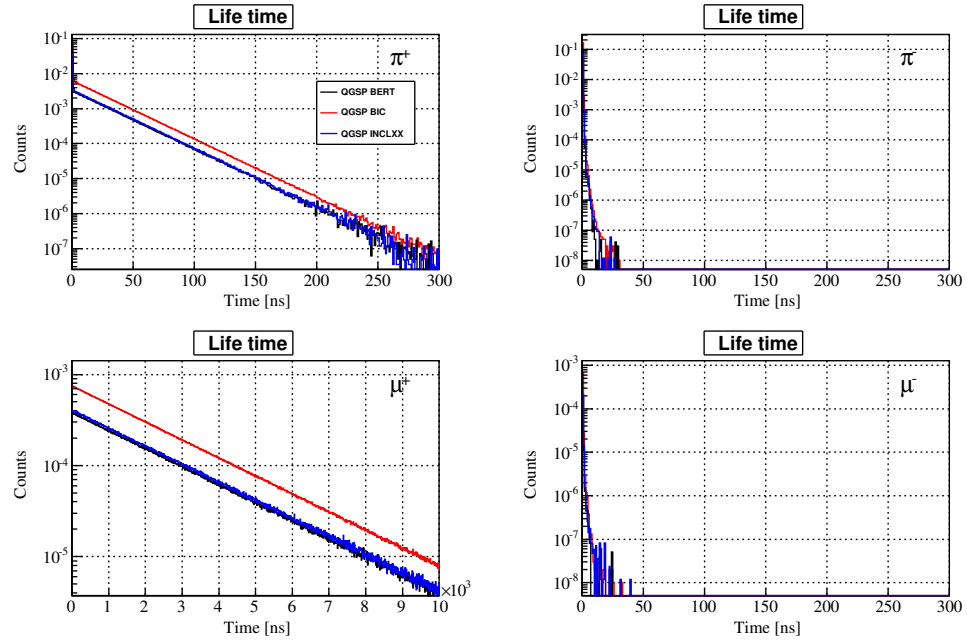 Life time
π⁺
QGSP BERT
QGSP BIC
QGSP INCLXX
Counts
10⁻¹
10⁻²
10⁻³
10⁻⁴
10⁻⁵
10⁻⁶
10⁻⁷
0 50 100 150 200 250 300
Time [ns]
Life time
π⁻
Counts
10⁻¹
10⁻²
10⁻³
10⁻⁴
10⁻⁵
10⁻⁶
10⁻⁷
10⁻⁸
0 50 100 150 200 250 300
Time [ns]
Life time
μ⁺
Counts
10⁻³
10⁻⁴
10⁻⁵
0 1 2 3 4 5 6 7 8 9 10
×10³
Time [ns]
Life time
μ⁻
Counts
10⁻³
10⁻⁴
10⁻⁵
10⁻⁶
10⁻⁷
10⁻⁸
0 50 100 150 200 250 300
Time [ns]